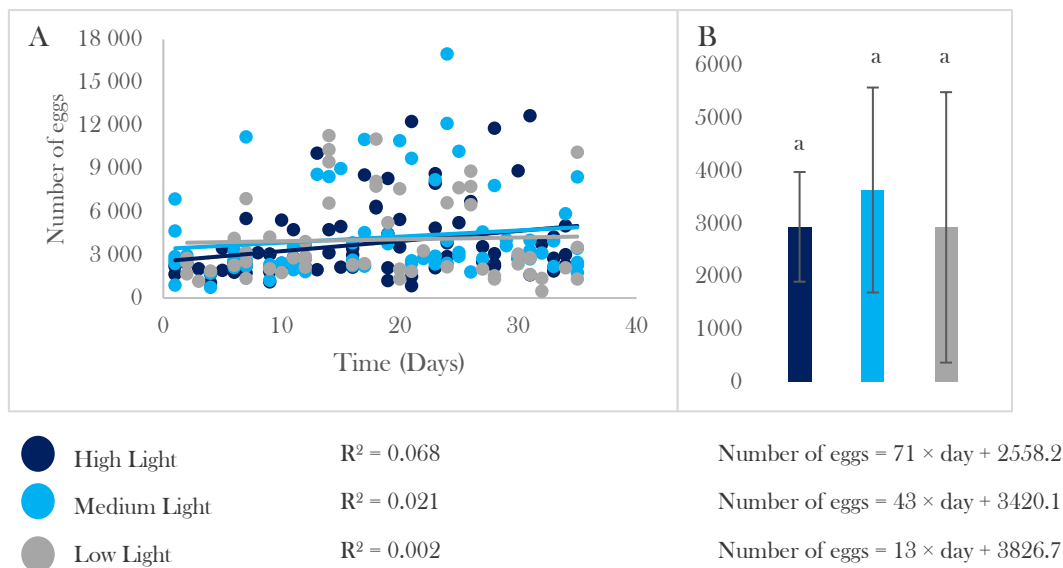 A
18 000
15 000
12 000
9 000
6 000
3 000
0
Number of eggs
0 10 20 30 40
Time (Days)
B
6000
5000
4000
3000
2000
1000
0
a a a
High Light R² = 0.068 Number of eggs = 71 × day + 2558.2
Medium Light R² = 0.021 Number of eggs = 43 × day + 3420.1
Low Light R² = 0.002 Number of eggs = 13 × day + 3826.7